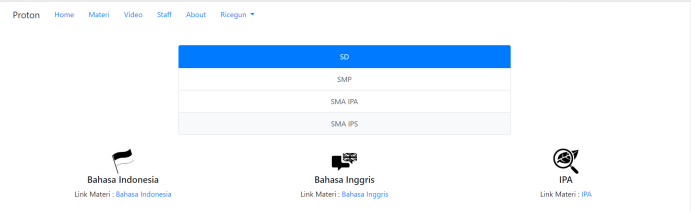 Proton Home Materi Video Staff About Ricegun
SD
SMP
SMA IPA
SMA IPS
Bahasa Indonesia Bahasa Inggris IPA
Link Materi : Bahasa Indonesia Link Materi : Bahasa Inggris Link Materi : IPA